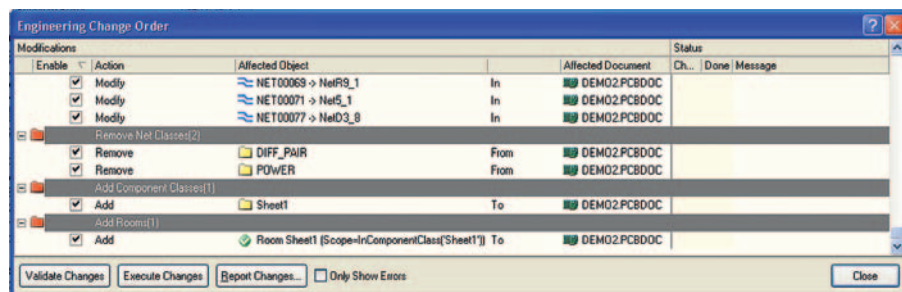 Engineering Change Order
Modifications Status
Enable Action Affected Object Affected Document Ch... Done Message
Modify NET00069 -> NetR9_1 In DEMO2.PCBDOC
Modify NET00071 -> Net5_1 In DEMO2.PCBDOC
Modify NET00077 -> NetD3_8 In DEMO2.PCBDOC
Remove Net Classes(2)
Remove DIFF_PAIR From DEMO2.PCBDOC
Remove POWER From DEMO2.PCBDOC
Add Component Classes(1)
Add Sheet1 To DEMO2.PCBDOC
Add Rooms(1)
Add Room Sheet1 (Scope=InComponentClass('Sheet1')) To DEMO2.PCBDOC
Validate Changes Execute Changes Report Changes... Only Show Errors Close